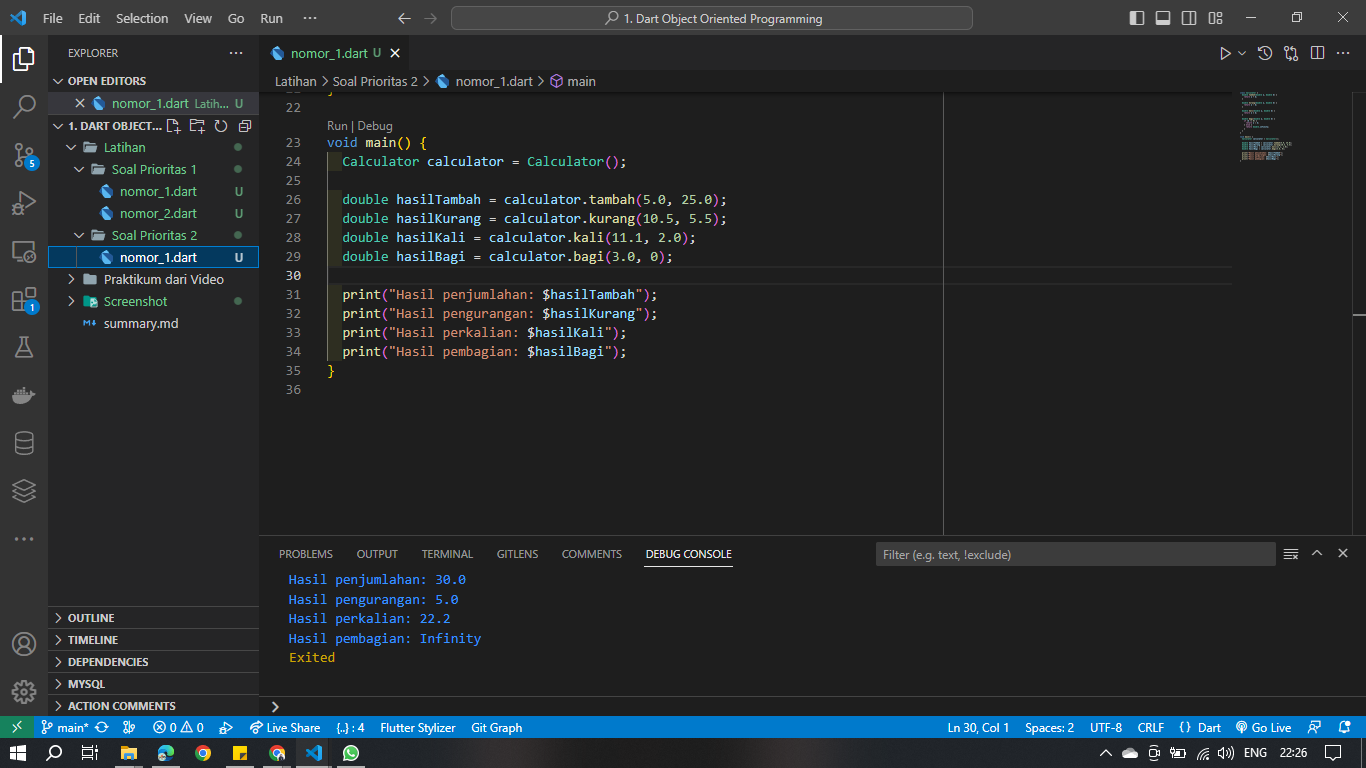 File Edit Selection View Go Run ··· 1. Dart Object Oriented Programming
EXPLORER
OPEN EDITORS
nomor_1.dart Latih... U
1. DART OBJECT...
Latihan
Soal Prioritas 1
nomor_1.dart U
nomor_2.dart U
Soal Prioritas 2
nomor_1.dart U
Praktikum dari Video
Screenshot
summary.md
5
1
OUTLINE
TIMELINE
DEPENDENCIES
MYSQL
ACTION COMMENTS
nomor_1.dart U
Latihan > Soal Prioritas 2 > nomor_1.dart > main
22
Run | Debug
23 void main() {
24 Calculator calculator = Calculator();
25
26 double hasilTambah = calculator.tambah(5.0, 25.0);
27 double hasilKurang = calculator.kurang(10.5, 5.5);
28 double hasilKali = calculator.kali(11.1, 2.0);
29 double hasilBagi = calculator.bagi(3.0, 0);
30
31 print("Hasil penjumlahan: $hasilTambah");
32 print("Hasil pengurangan: $hasilKurang");
33 print("Hasil perkalian: $hasilKali");
34 print("Hasil pembagian: $hasilBagi");
35 }
36
PROBLEMS OUTPUT TERMINAL GITLENS COMMENTS DEBUG CONSOLE Filter (e.g. text, !exclude)
Hasil penjumlahan: 30.0
Hasil pengurangan: 5.0
Hasil perkalian: 22.2
Hasil pembagian: Infinity
Exited
main* 0 0 Live Share {..} : 4 Flutter Stylizer Git Graph Ln 30, Col 1 Spaces: 2 UTF-8 CRLF { } Dart Go Live
ENG 22:26